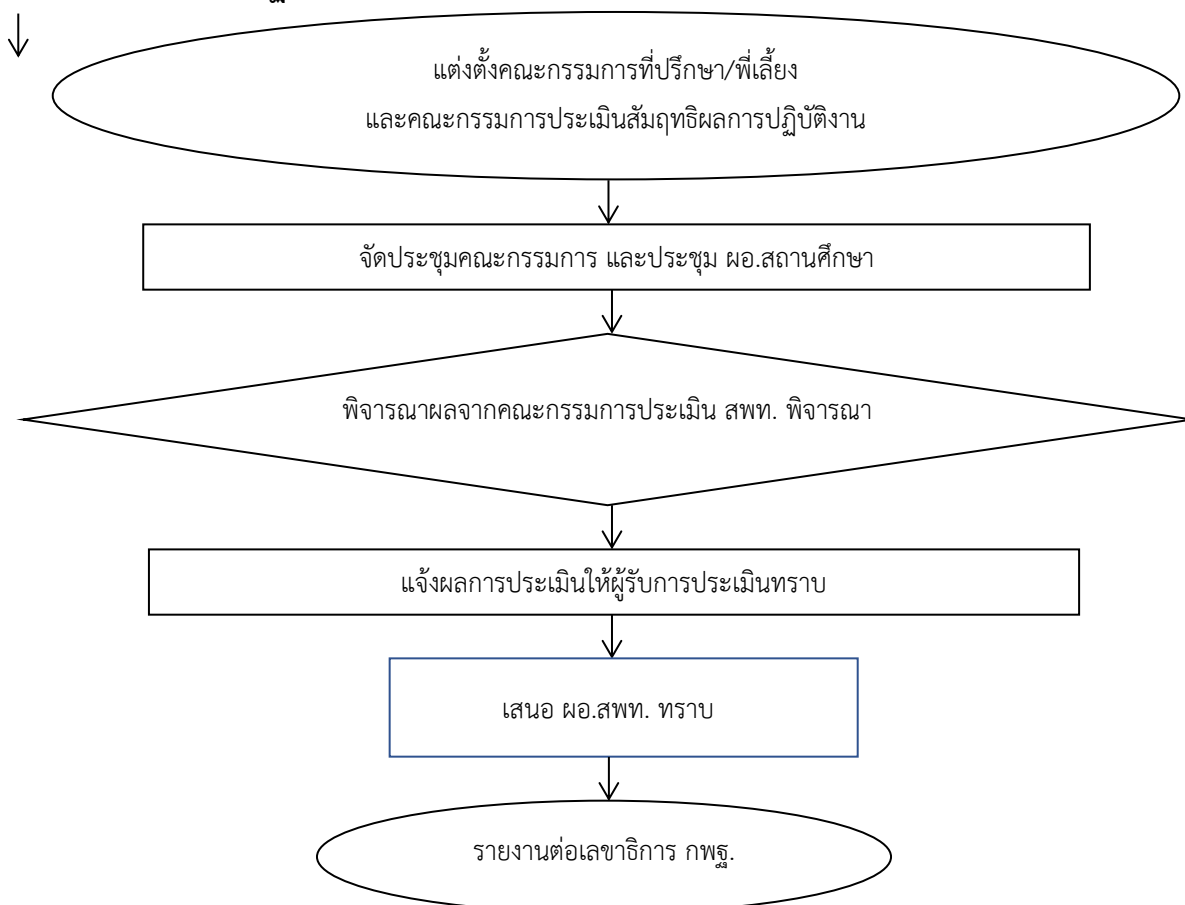 แต่งตั้งคณะกรรมการที่ปรึกษา/พี่เลี้ยง
และคณะกรรมการประเมินสัมฤทธิผลการปฏิบัติงาน
จัดประชุมคณะกรรมการ และประชุม ผอ.สถานศึกษา
พิจารณาผลจากคณะกรรมการประเมิน สพท. พิจารณา
แจ้งผลการประเมินให้ผู้รับการประเมินทราบ
เสนอ ผอ.สพท. ทราบ
รายงานต่อเลขาธิการ กพฐ.